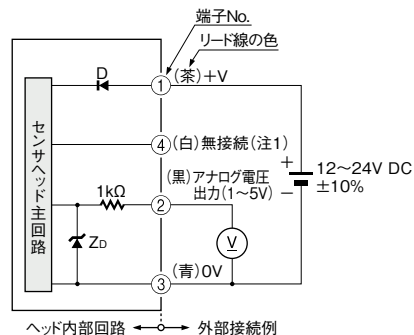 端子No.
リード線の色
D
1
(茶)+V
センサヘッド主回路
4
(白)無接続(注1)
+
12～24V DC
±10%
−
1kΩ
(黒)アナログ電圧
出力(1～5V)
2
ZD
V
3
(青)0V
ヘッド内部回路
外部接続例